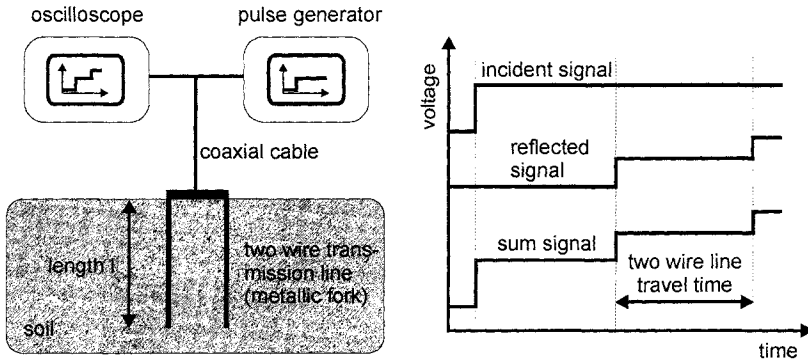 oscilloscope
pulse generator
coaxial cable
length l
two wire trans-
mission line
(metallic fork)
soil
voltage
incident signal
reflected
signal
sum signal
two wire line
travel time
time